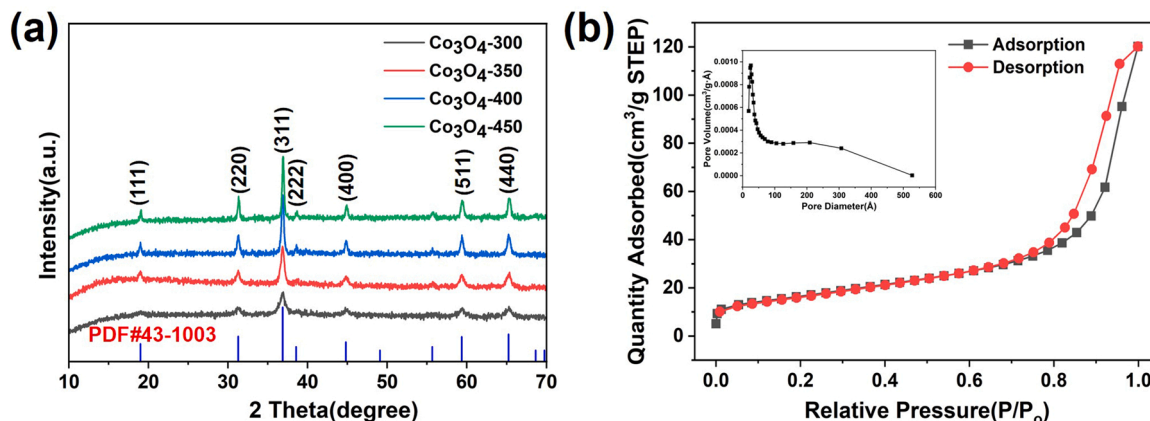 (a)
Co₃O₄-300
Co₃O₄-350
Co₃O₄-400
Co₃O₄-450
(111)
(220)
(311)
(222)
(400)
(511)
(440)
PDF#43-1003
Intensity(a.u.)
10 20 30 40 50 60 70
2 Theta(degree)
(b)
Adsorption
Desorption
Quantity Adsorbed(cm³/g STEP)
120
100
80
60
40
20
0
0.0 0.2 0.4 0.6 0.8 1.0
Relative Pressure(P/Pₒ)
Pore Volume(cm³/g·Å)
0.0010
0.0008
0.0006
0.0004
0.0002
0.0000
0 100 200 300 400 500 600
Pore Diameter(Å)